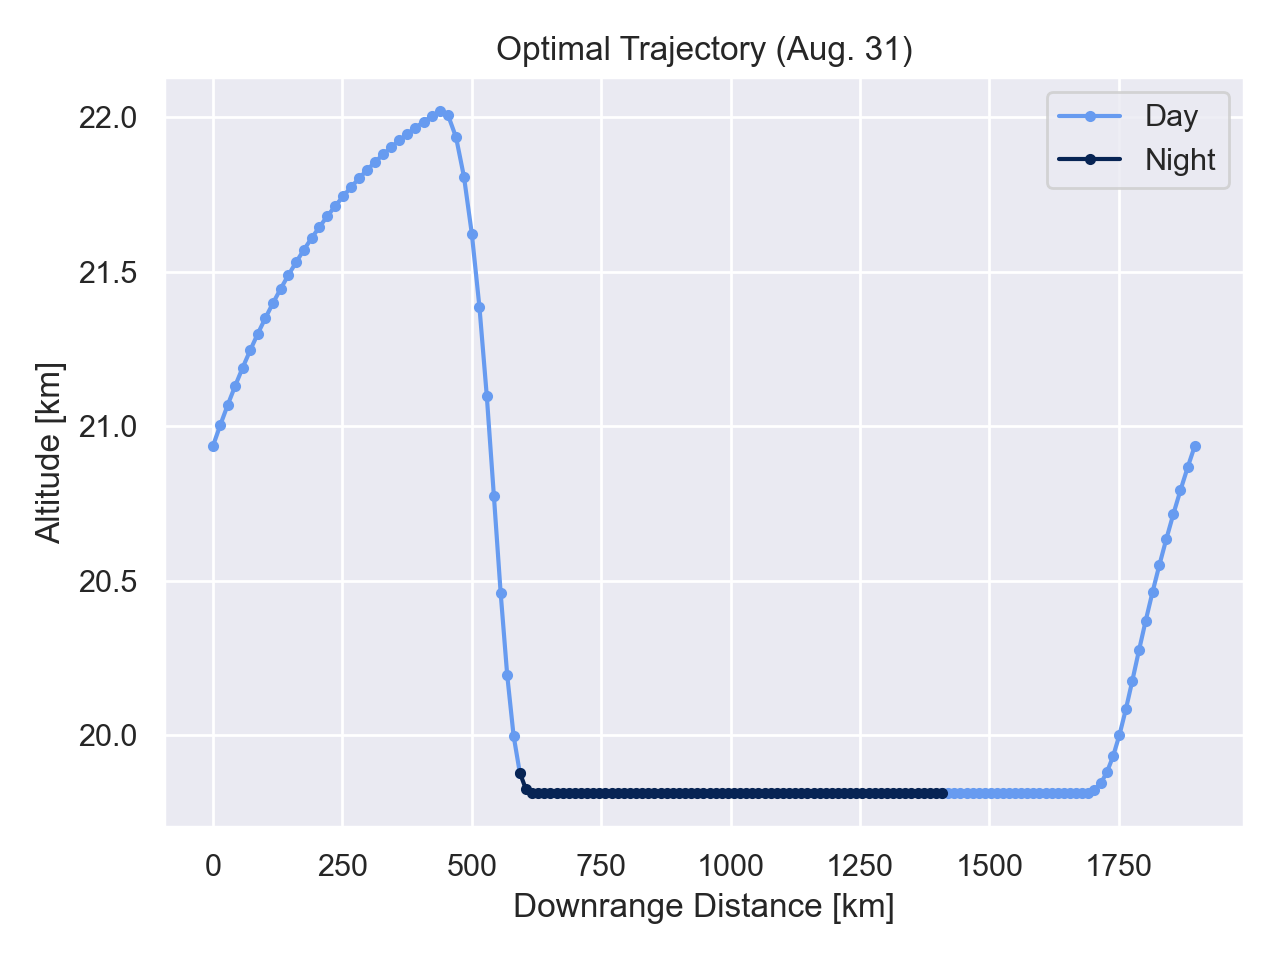 Optimal Trajectory (Aug. 31)
Day
Night
22.0
21.5
21.0
20.5
20.0
Altitude [km]
0 250 500 750 1000 1250 1500 1750
Downrange Distance [km]